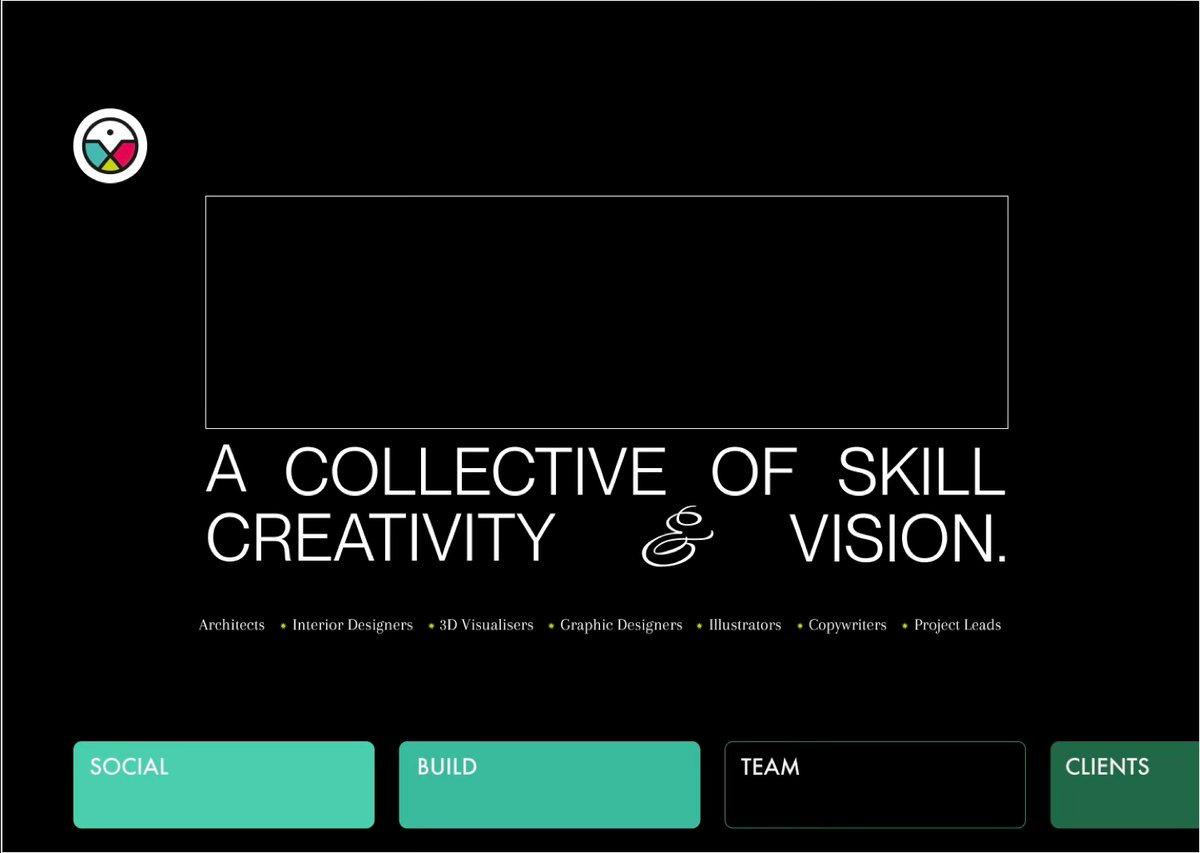 A COLLECTIVE OF SKILL
CREATIVITY & VISION.
Architects * Interior Designers * 3D Visualisers * Graphic Designers * Illustrators * Copywriters * Project Leads
SOCIAL
BUILD
TEAM
CLIENTS